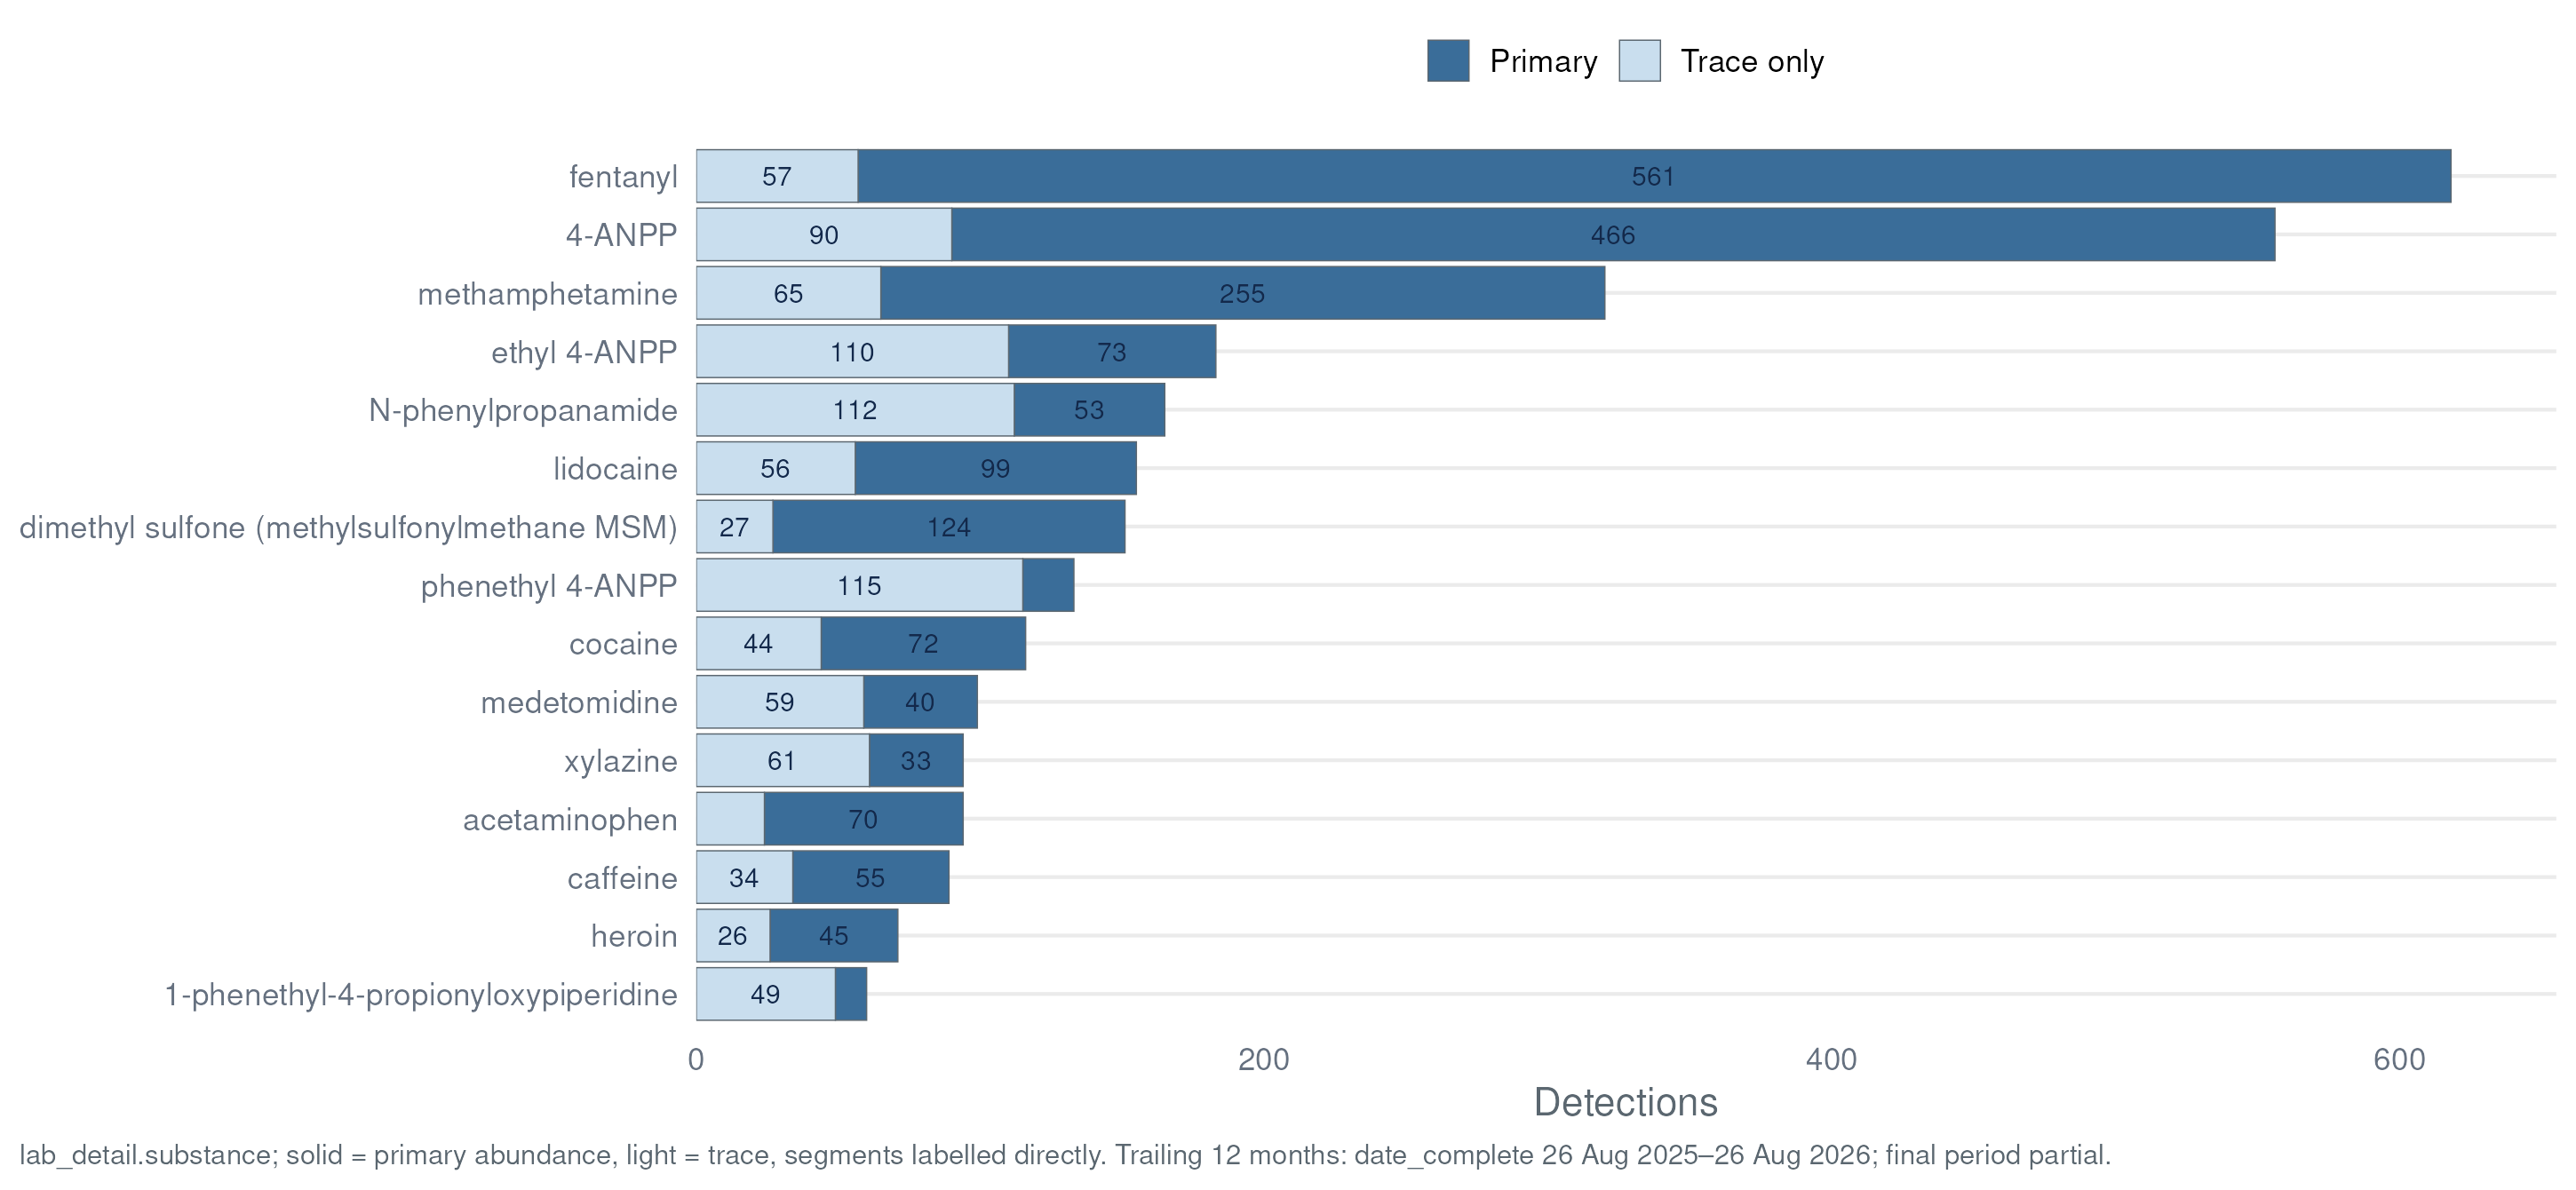 Primary Trace only
fentanyl 57 561
4-ANPP 90 466
methamphetamine 65 255
ethyl 4-ANPP 110 73
N-phenylpropanamide 112 53
lidocaine 56 99
dimethyl sulfone (methylsulfonylmethane MSM) 27 124
phenethyl 4-ANPP 115
cocaine 44 72
medetomidine 59 40
xylazine 61 33
acetaminophen 70
caffeine 34 55
heroin 26 45
1-phenethyl-4-propionyloxypiperidine 49
0 200 400 600
Detections
lab_detail.substance; solid = primary abundance, light = trace, segments labelled directly. Trailing 12 months: date_complete 26 Aug 2025–26 Aug 2026; final period partial.